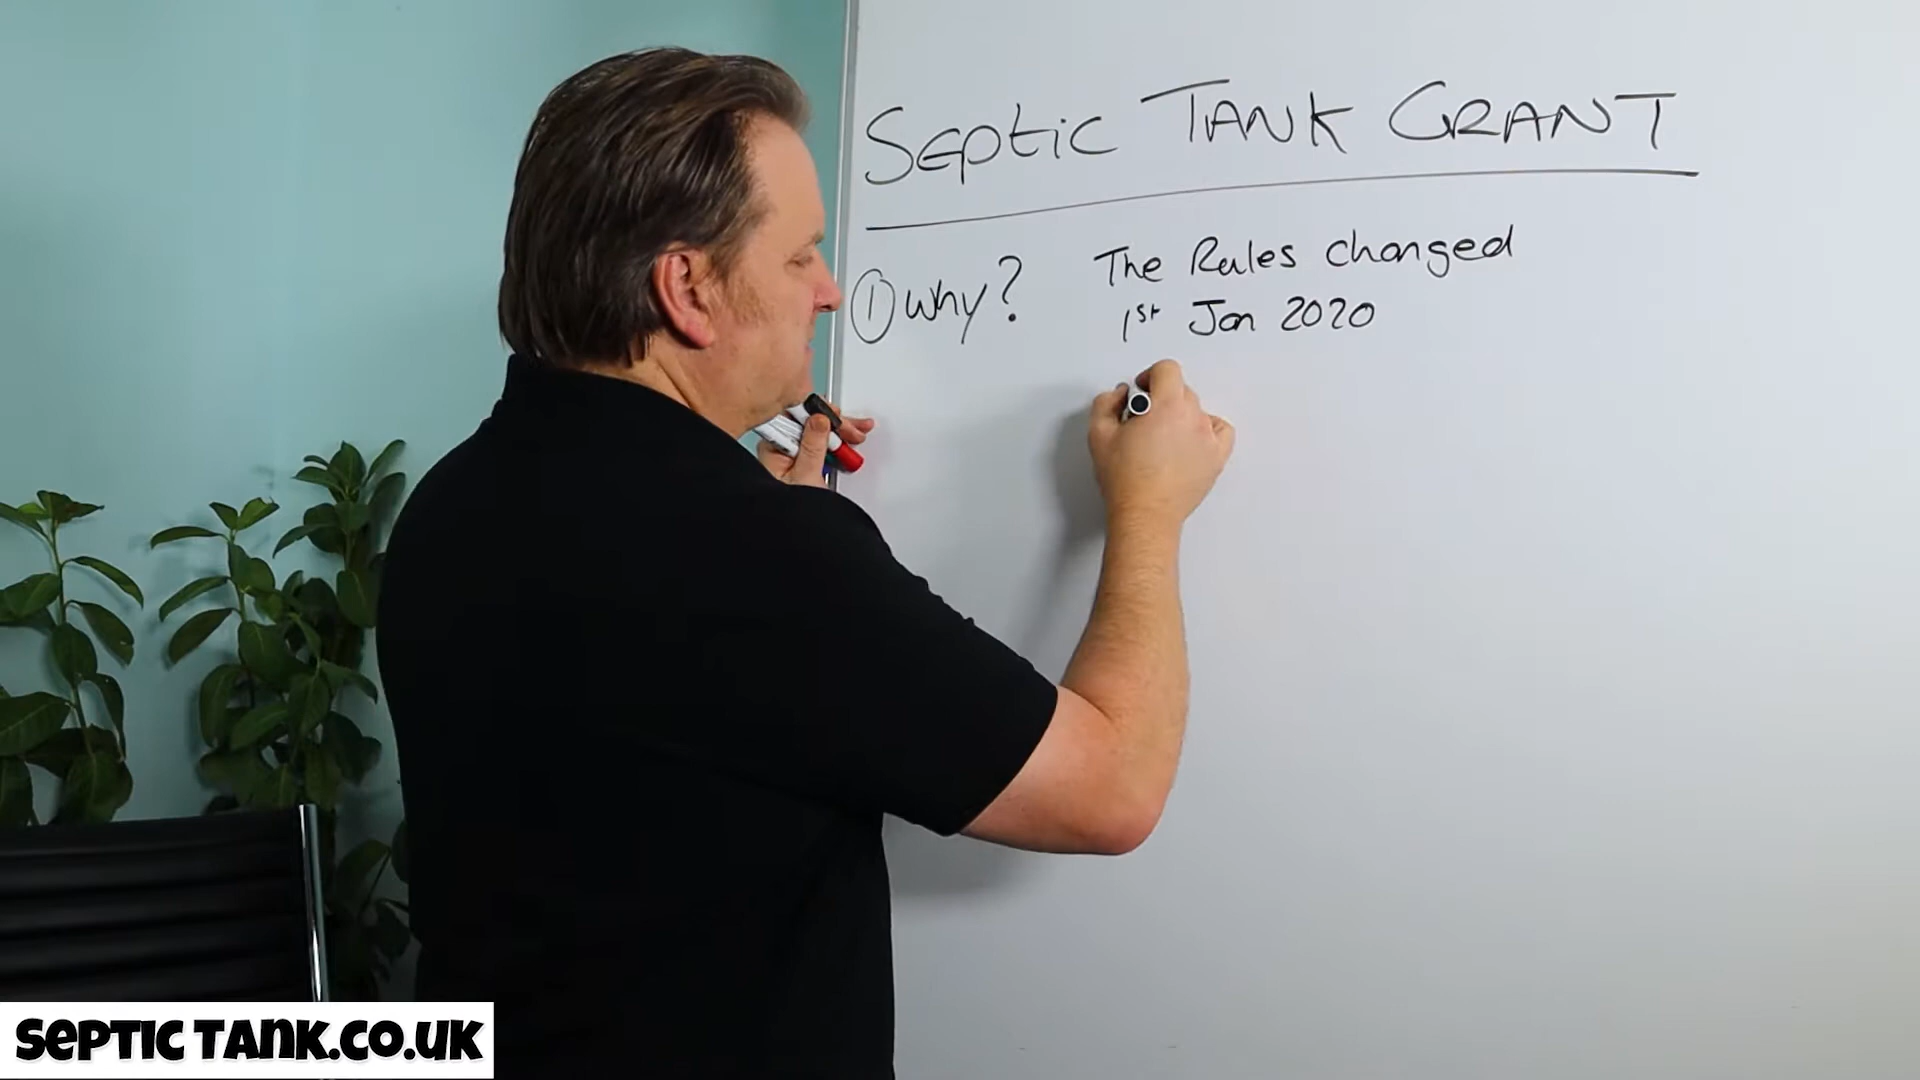 Septic TANK GRANT
① Why? The Rules changed
1st Jan 2020
SEPTIC TANK.CO.UK